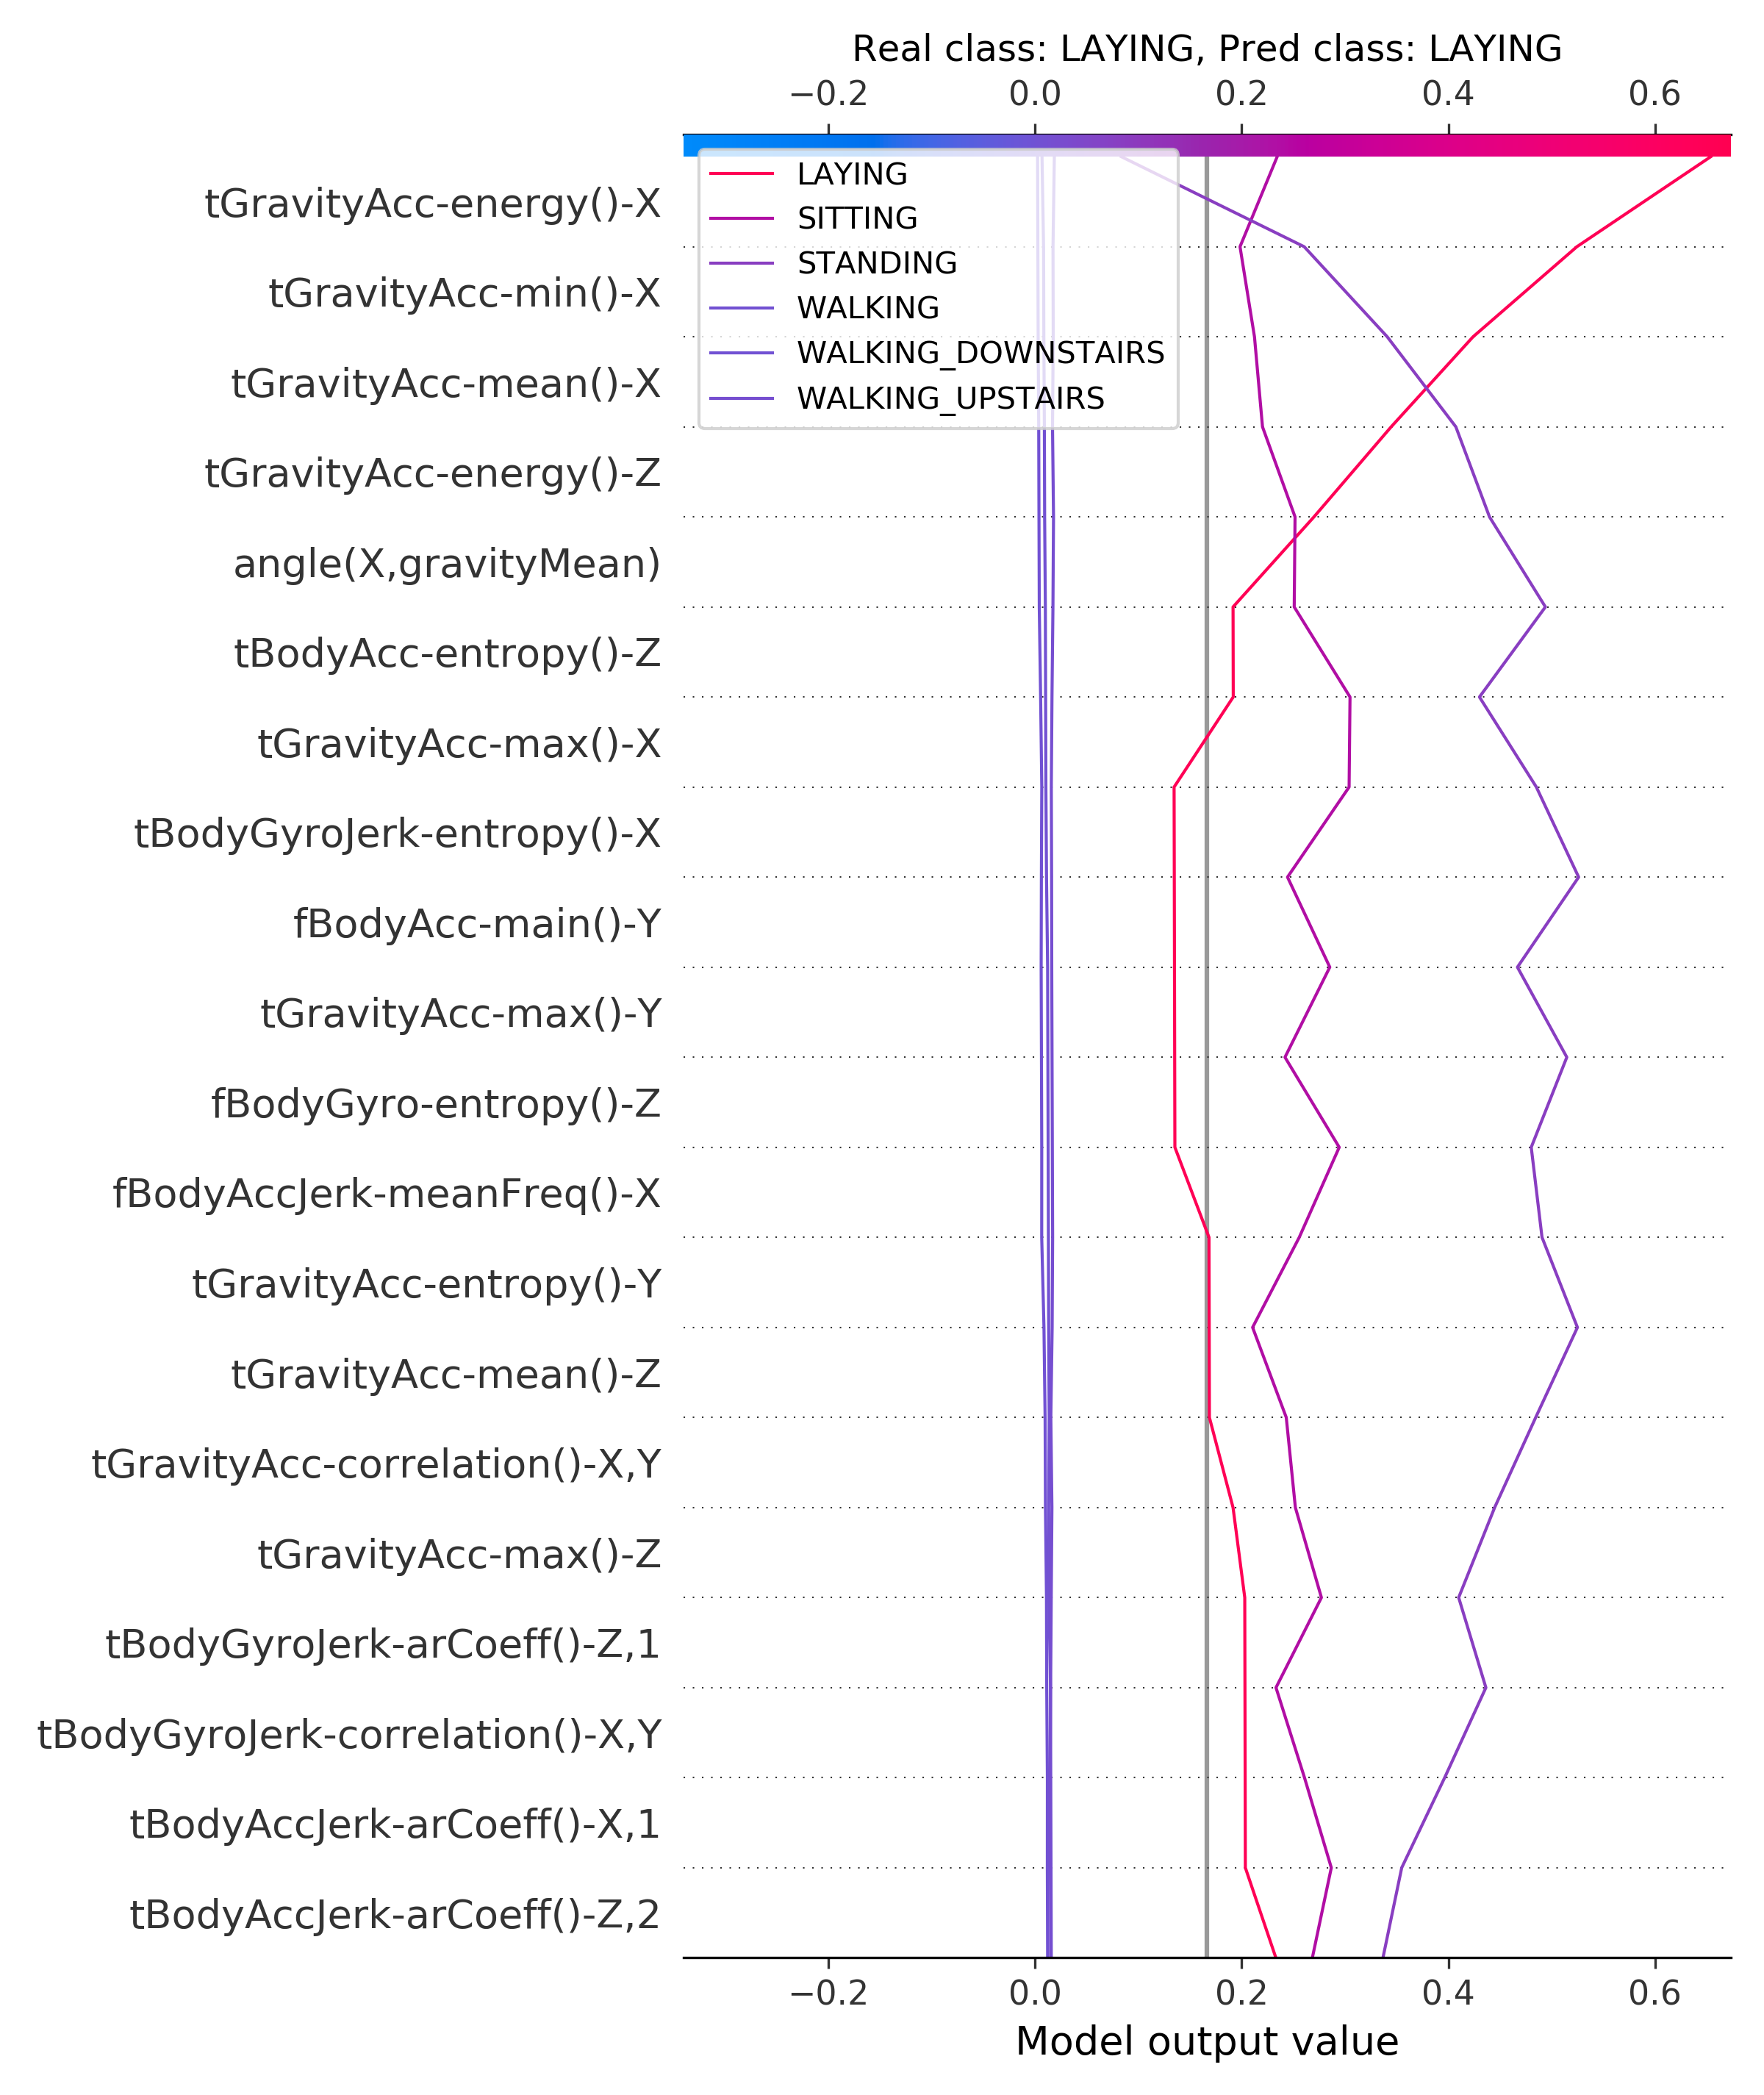 Real class: LAYING, Pred class: LAYING
−0.2 0.0 0.2 0.4 0.6
LAYING
SITTING
STANDING
WALKING
WALKING_DOWNSTAIRS
WALKING_UPSTAIRS
tGravityAcc-energy()-X
tGravityAcc-min()-X
tGravityAcc-mean()-X
tGravityAcc-energy()-Z
angle(X,gravityMean)
tBodyAcc-entropy()-Z
tGravityAcc-max()-X
tBodyGyroJerk-entropy()-X
fBodyAcc-main()-Y
tGravityAcc-max()-Y
fBodyGyro-entropy()-Z
fBodyAccJerk-meanFreq()-X
tGravityAcc-entropy()-Y
tGravityAcc-mean()-Z
tGravityAcc-correlation()-X,Y
tGravityAcc-max()-Z
tBodyGyroJerk-arCoeff()-Z,1
tBodyGyroJerk-correlation()-X,Y
tBodyAccJerk-arCoeff()-X,1
tBodyAccJerk-arCoeff()-Z,2
−0.2 0.0 0.2 0.4 0.6
Model output value